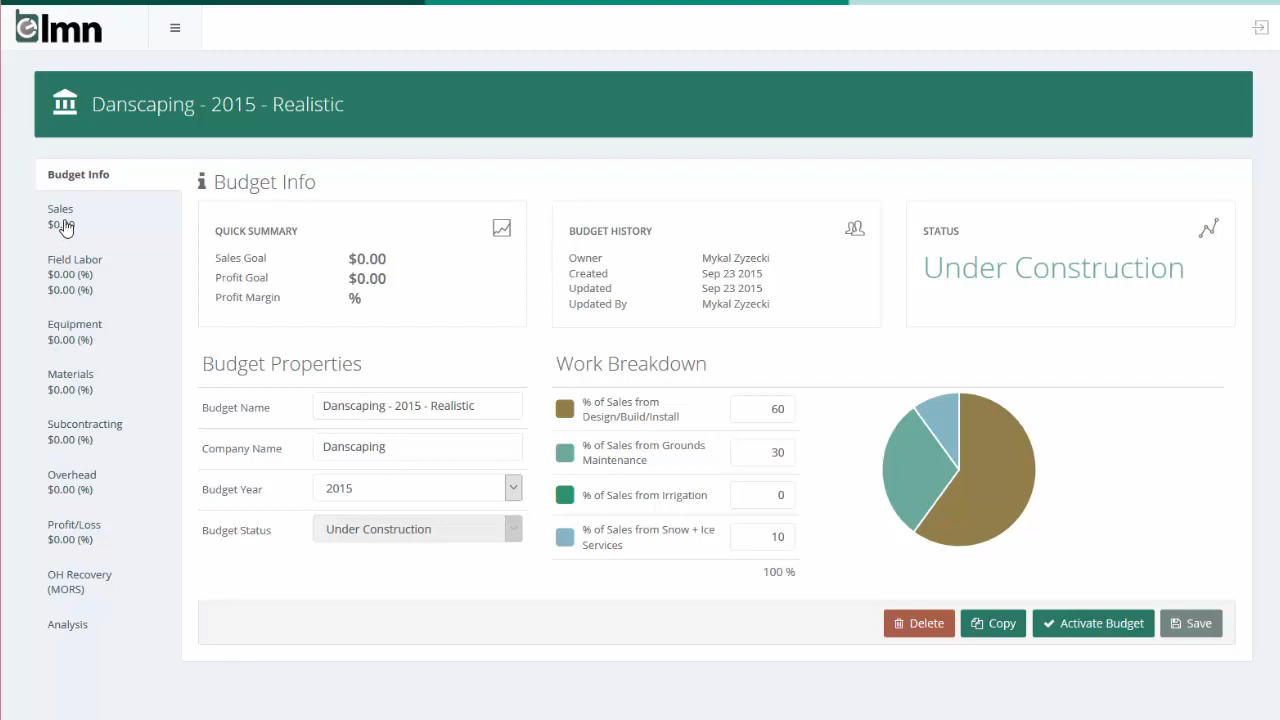 lmn
Danscaping - 2015 - Realistic
Budget Info
Sales
Field Labor
$0.00 (%)
$0.00 (%)
Equipment
$0.00 (%)
Materials
$0.00 (%)
Subcontracting
$0.00 (%)
Overhead
$0.00 (%)
Profit/Loss
$0.00 (%)
OH Recovery
(MORS)
Analysis
Budget Info
QUICK SUMMARY
Sales Goal $0.00
Profit Goal $0.00
Profit Margin %
BUDGET HISTORY
Owner Mykal Zyzecki
Created Sep 23 2015
Updated Sep 23 2015
Updated By Mykal Zyzecki
STATUS
Under Construction
Budget Properties
Budget Name Danscaping - 2015 - Realistic
Company Name Danscaping
Budget Year 2015
Budget Status Under Construction
Work Breakdown
% of Sales from
Design/Build/Install 60
% of Sales from Grounds
Maintenance 30
% of Sales from Irrigation 0
% of Sales from Snow + Ice
Services 10
100 %
Delete Copy Activate Budget Save